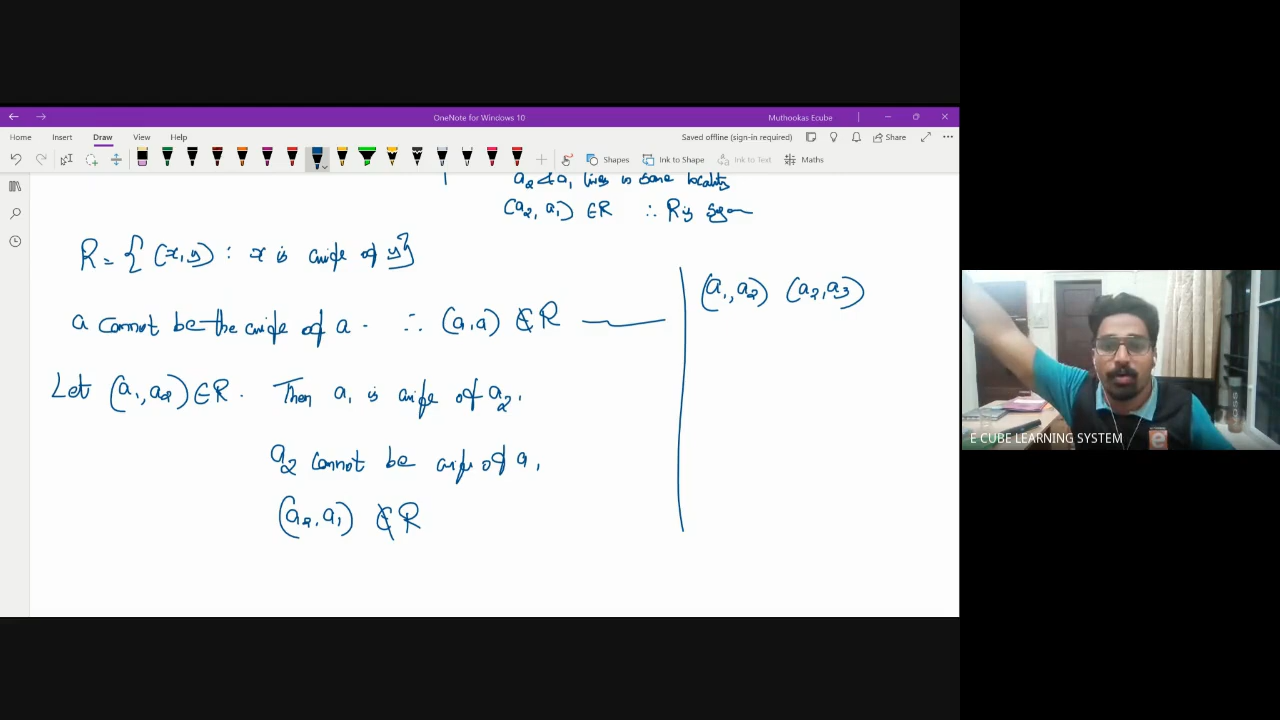 OneNote for Windows 10
Muthookas Ecube
Home Insert Draw View Help
Saved offline (sign-in required)
Share
Shapes
Ink to Shape
Ink to Text
Maths
a2 & a1 lives in same locality
(a2, a1) ∈R ∴ R is sym
R = { (x,y) : x is wife of y}
a cannot be the wife of a. ∴ (a,a) ∉ R
Let (a1, a2) ∈R. Then a1 is wife of a2.
a2 cannot be wife of a1
(a2, a1) ∉ R
(a1, a2) (a2, a3)
E CUBE LEARNING SYSTEM